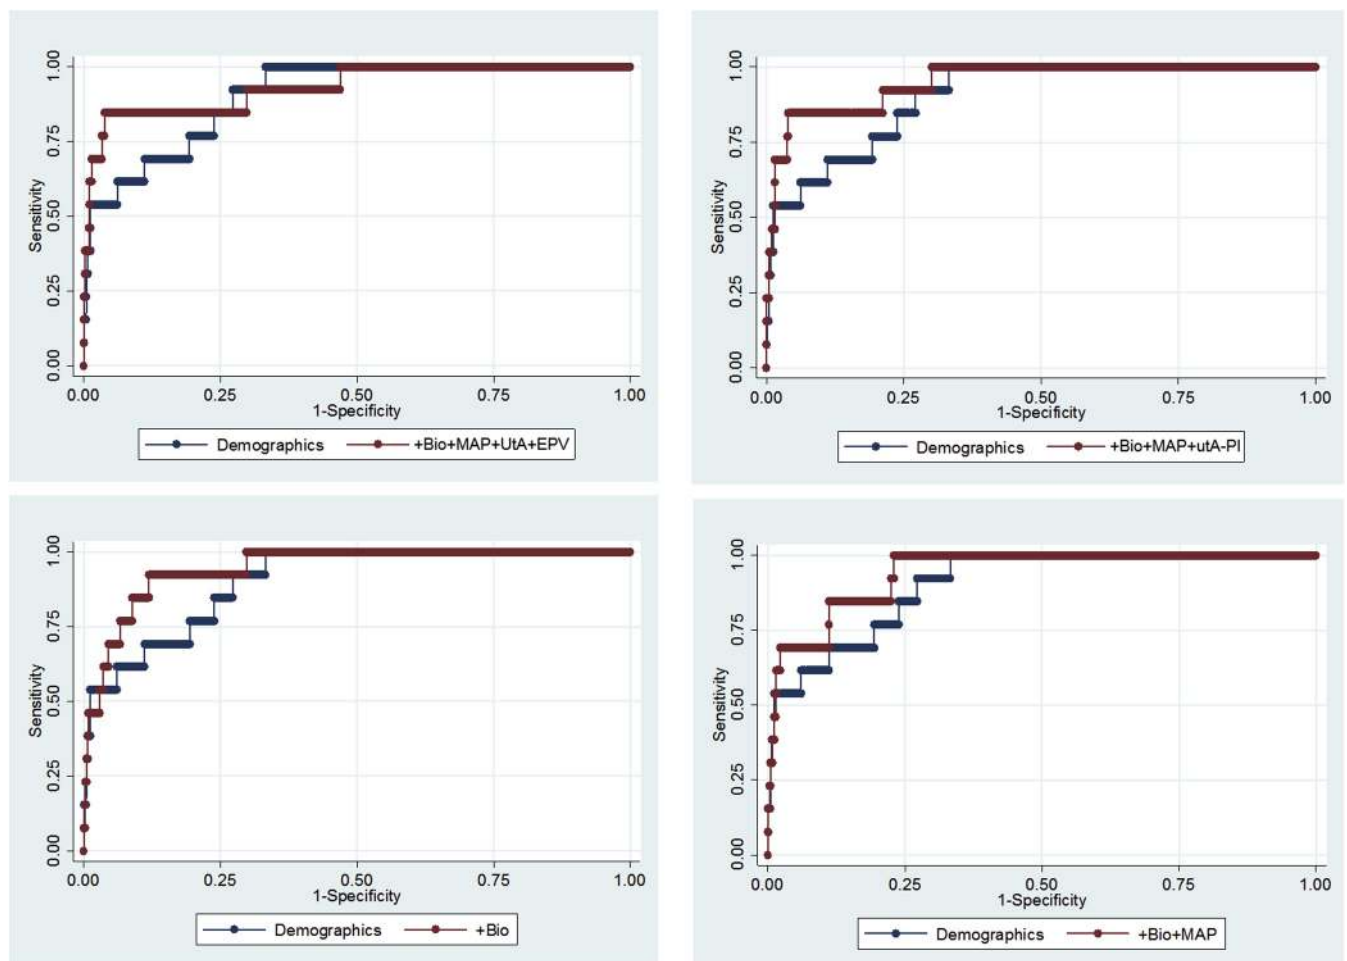 1.00
0.75
0.50
0.25
0.00
Sensitivity
0.00 0.25 0.50 0.75 1.00
1-Specificity
Demographics +Bio+MAP+UtA+EPV
1.00
0.75
0.50
0.25
0.00
Sensitivity
0.00 0.25 0.50 0.75 1.00
1-Specificity
Demographics +Bio+MAP+utA-PI
1.00
0.75
0.50
0.25
0.00
Sensitivity
0.00 0.25 0.50 0.75 1.00
1-Specificity
Demographics +Bio
1.00
0.75
0.50
0.25
0.00
Sensitivity
0.00 0.25 0.50 0.75 1.00
1-Specificity
Demographics +Bio+MAP